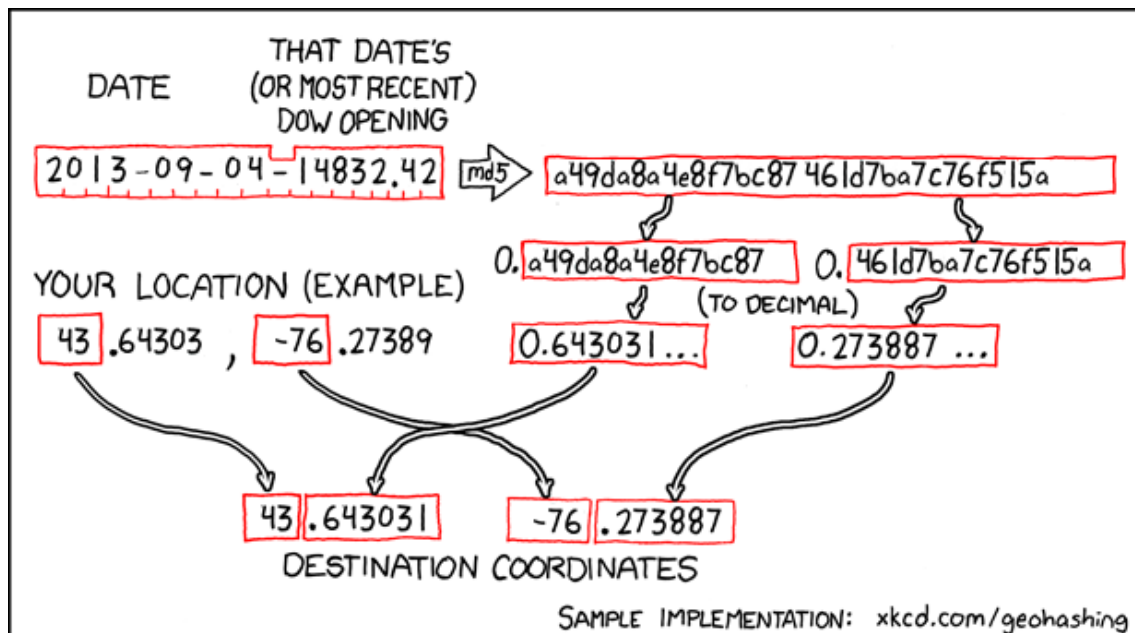 DATE
THAT DATE'S
(OR MOST RECENT)
DOW OPENING
2013-09-04-14832.42
md5
a49da8a4e8f7bc87461d7ba7c76f515a
0.a49da8a4e8f7bc87
0.461d7ba7c76f515a
YOUR LOCATION (EXAMPLE)
(TO DECIMAL)
43.64303, -76.27389
0.643031...
0.273887...
43.643031
-76.273887
DESTINATION COORDINATES
SAMPLE IMPLEMENTATION: xkcd.com/geohashing